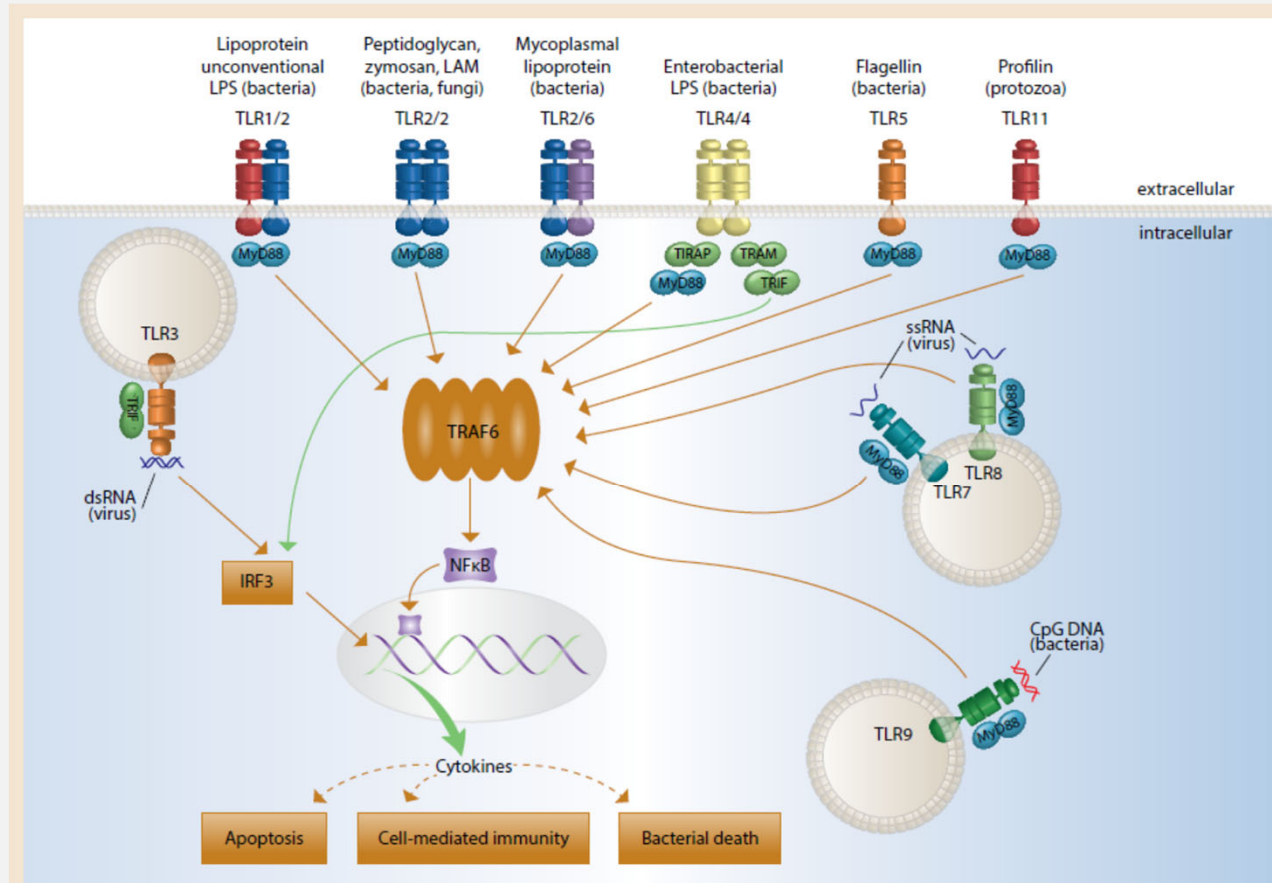 Lipoprotein
unconventional
LPS (bacteria)
TLR1/2
Peptidoglycan,
zymosan, LAM
(bacteria, fungi)
TLR2/2
Mycoplasmal
lipoprotein
(bacteria)
TLR2/6
Enterobacterial
LPS (bacteria)
TLR4/4
Flagellin
(bacteria)
TLR5
Profilin
(protozoa)
TLR11
extracellular
intracellular
MyD88
MyD88
MyD88
TIRAP
TRAM
MyD88
TRIF
MyD88
MyD88
TLR3
TRIF
dsRNA
(virus)
ssRNA
(virus)
MyD88
MyD88
TLR8
TLR7
TRAF6
NFκB
IRF3
CpG DNA
(bacteria)
TLR9
MyD88
Cytokines
Apoptosis
Cell-mediated immunity
Bacterial death